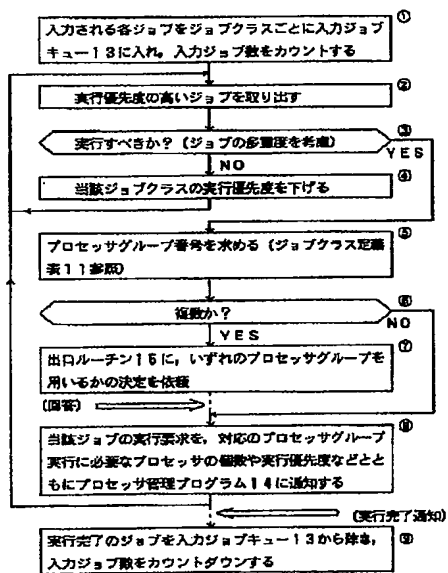 ①
入力される各ジョブをジョブクラスごとに入力ジョブ
キュー13に入れ,入力ジョブ数をカウントする
②
実行優先度の高いジョブを取り出す
③
実行すべきか?(ジョブの多重度を考慮)
YES
NO
④
当該ジョブクラスの実行優先度を下げる
⑤
プロセッサグループ番号を求める(ジョブクラス定義
表11参照)
⑥
複数か?
NO
YES
⑦
出口ルーチン15に,いずれのプロセッサグループを
用いるかの決定を依頼
(回答)
⑧
当該ジョブの実行要求を,対応のプロセッサグループ
実行に必要なプロセッサの個数や実行優先度などとと
もにプロセッサ管理プログラム14に通知する
(実行完了通知)
⑨
実行完了のジョブを入力ジョブキュー13から除き,
入力ジョブ数をカウントダウンする